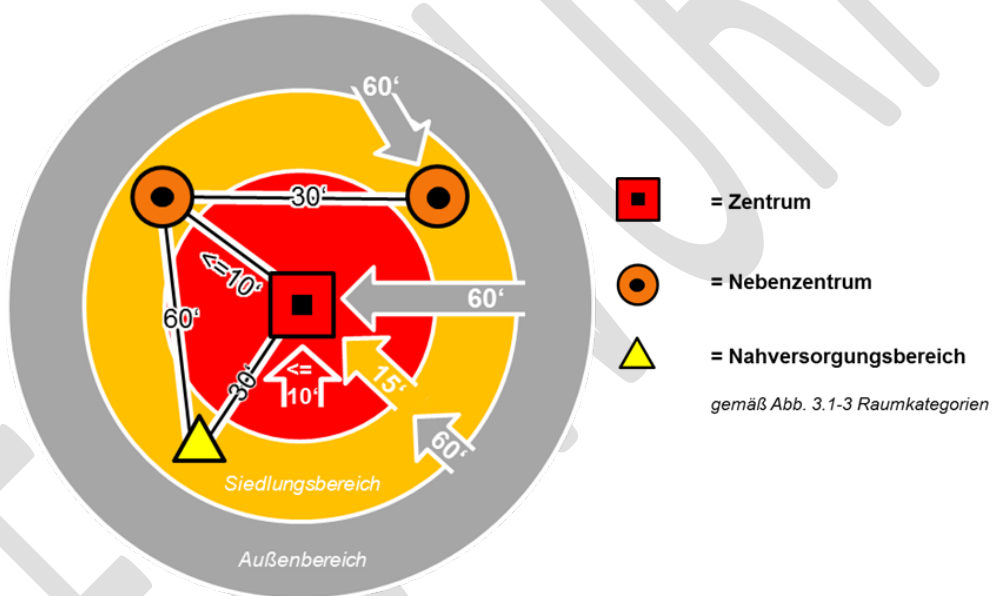 60‘
30‘
<=10‘
60‘
60‘
30‘
<=
10‘
15‘
60‘
Siedlungsbereich
Außenbereich
= Zentrum
= Nebenzentrum
= Nahversorgungsbereich
gemäß Abb. 3.1-3 Raumkategorien